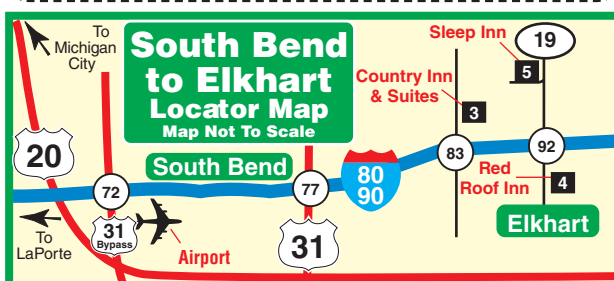 To
Michigan
City
South Bend
to Elkhart
Locator Map
Map Not To Scale
Sleep Inn
19
5
Country Inn
& Suites
3
20
South Bend
80
90
83
92
72
77
Red
Roof Inn
4
To
LaPorte
31
Bypass
Airport
31
Elkhart